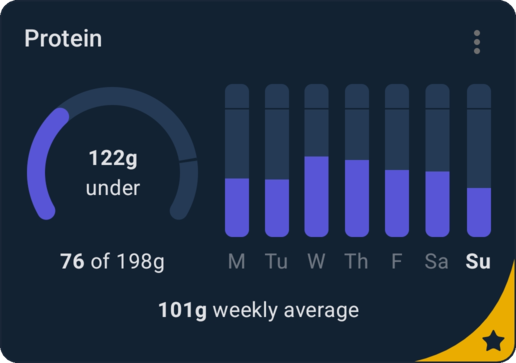 Protein
122g
under
76 of 198g
M Tu W Th F Sa Su
101g weekly average